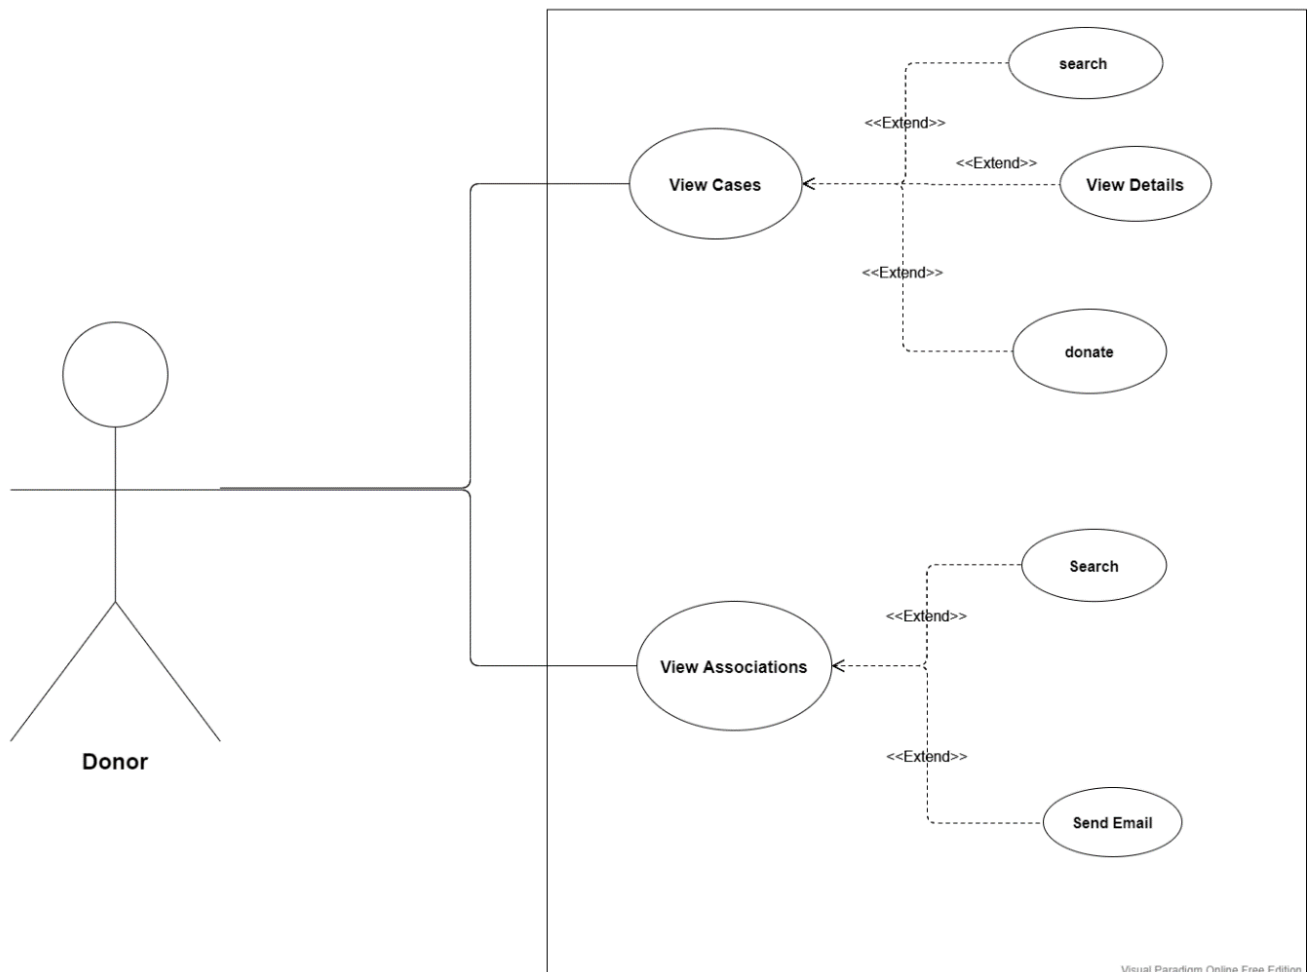 search
<<Extend>>
<<Extend>>
View Cases
View Details
<<Extend>>
donate
Search
<<Extend>>
View Associations
<<Extend>>
Send Email
Donor
Visual Paradigm Online Free Edition